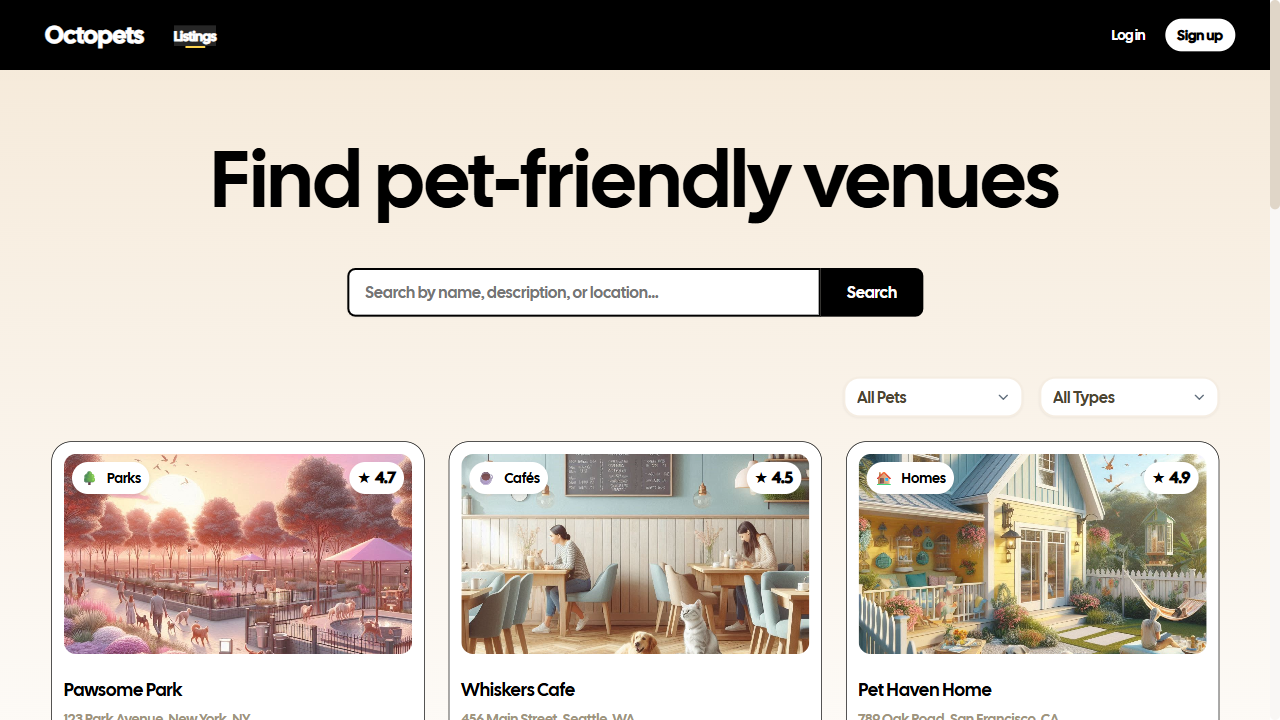 Octopets
Listings
Log in
Sign up
Find pet-friendly venues
Search by name, description, or location...
Search
All Pets
All Types
Parks
★ 4.7
Cafés
★ 4.5
Homes
★ 4.9
Pawsome Park
Whiskers Cafe
Pet Haven Home
123 Park Avenue, New York, NY
456 Main Street, Seattle, WA
789 Oak Road, San Francisco, CA